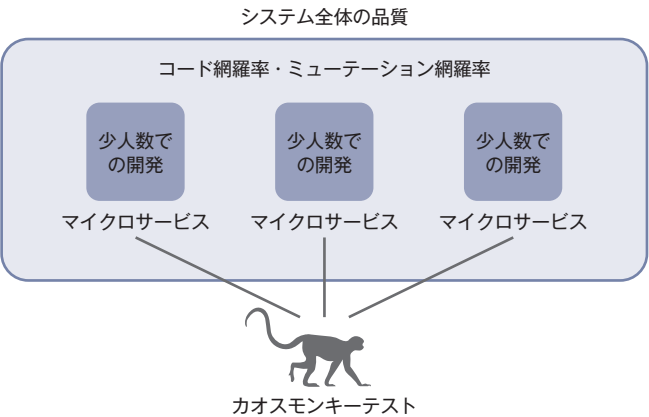 システム全体の品質
コード網羅率・ミューテーション網羅率
少人数で
の開発
少人数で
の開発
少人数で
の開発
マイクロサービス
マイクロサービス
マイクロサービス
カオスモンキーテスト